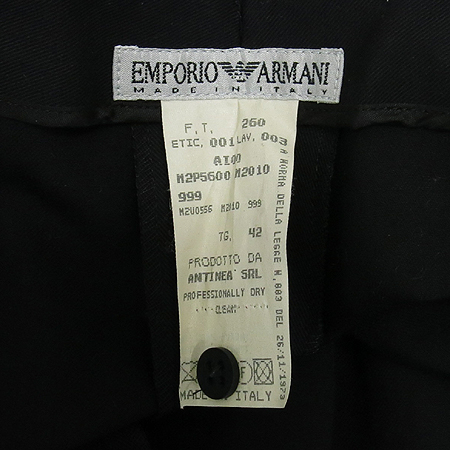 EMPORIO ARMANI
MADE IN ITALY
F.T. 260
ETIC. 001 LAV. 003
AI00
M2P5600 M2010
999
M2U0556 M2010 999
TG. 42
PRODOTTO DA
ANTINEA' SRL
PROFESSIONALLY DRY
CLEAN
MADE IN ITALY
A NORMA DELLA LEGGE N.883 DEL 26/11/1973